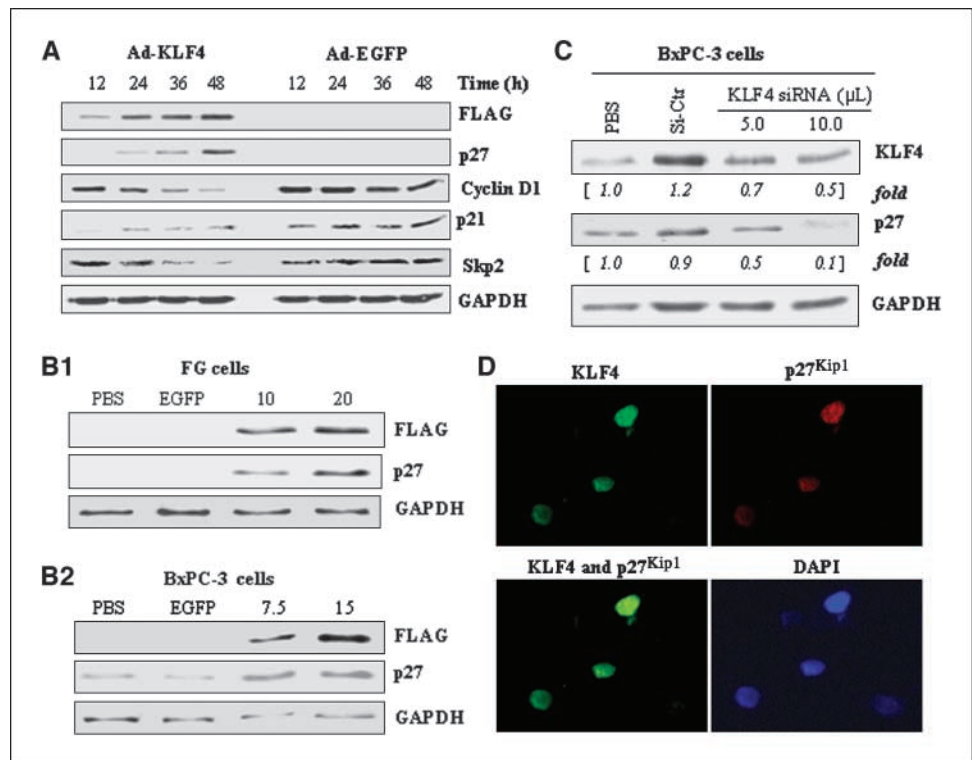 A
Ad-KLF4 Ad-EGFP
12 24 36 48 12 24 36 48 Time (h)
FLAG
p27
Cyclin D1
p21
Skp2
GAPDH
B1
FG cells
PBS EGFP 10 20
FLAG
p27
GAPDH
B2
BxPC-3 cells
PBS EGFP 7.5 15
FLAG
p27
GAPDH
C
BxPC-3 cells
PBS Si-Ctr KLF4 siRNA (µL)
5.0 10.0
KLF4
[ 1.0 1.2 0.7 0.5] fold
p27
[ 1.0 0.9 0.5 0.1] fold
GAPDH
D
KLF4 p27Kip1
KLF4 and p27Kip1 DAPI